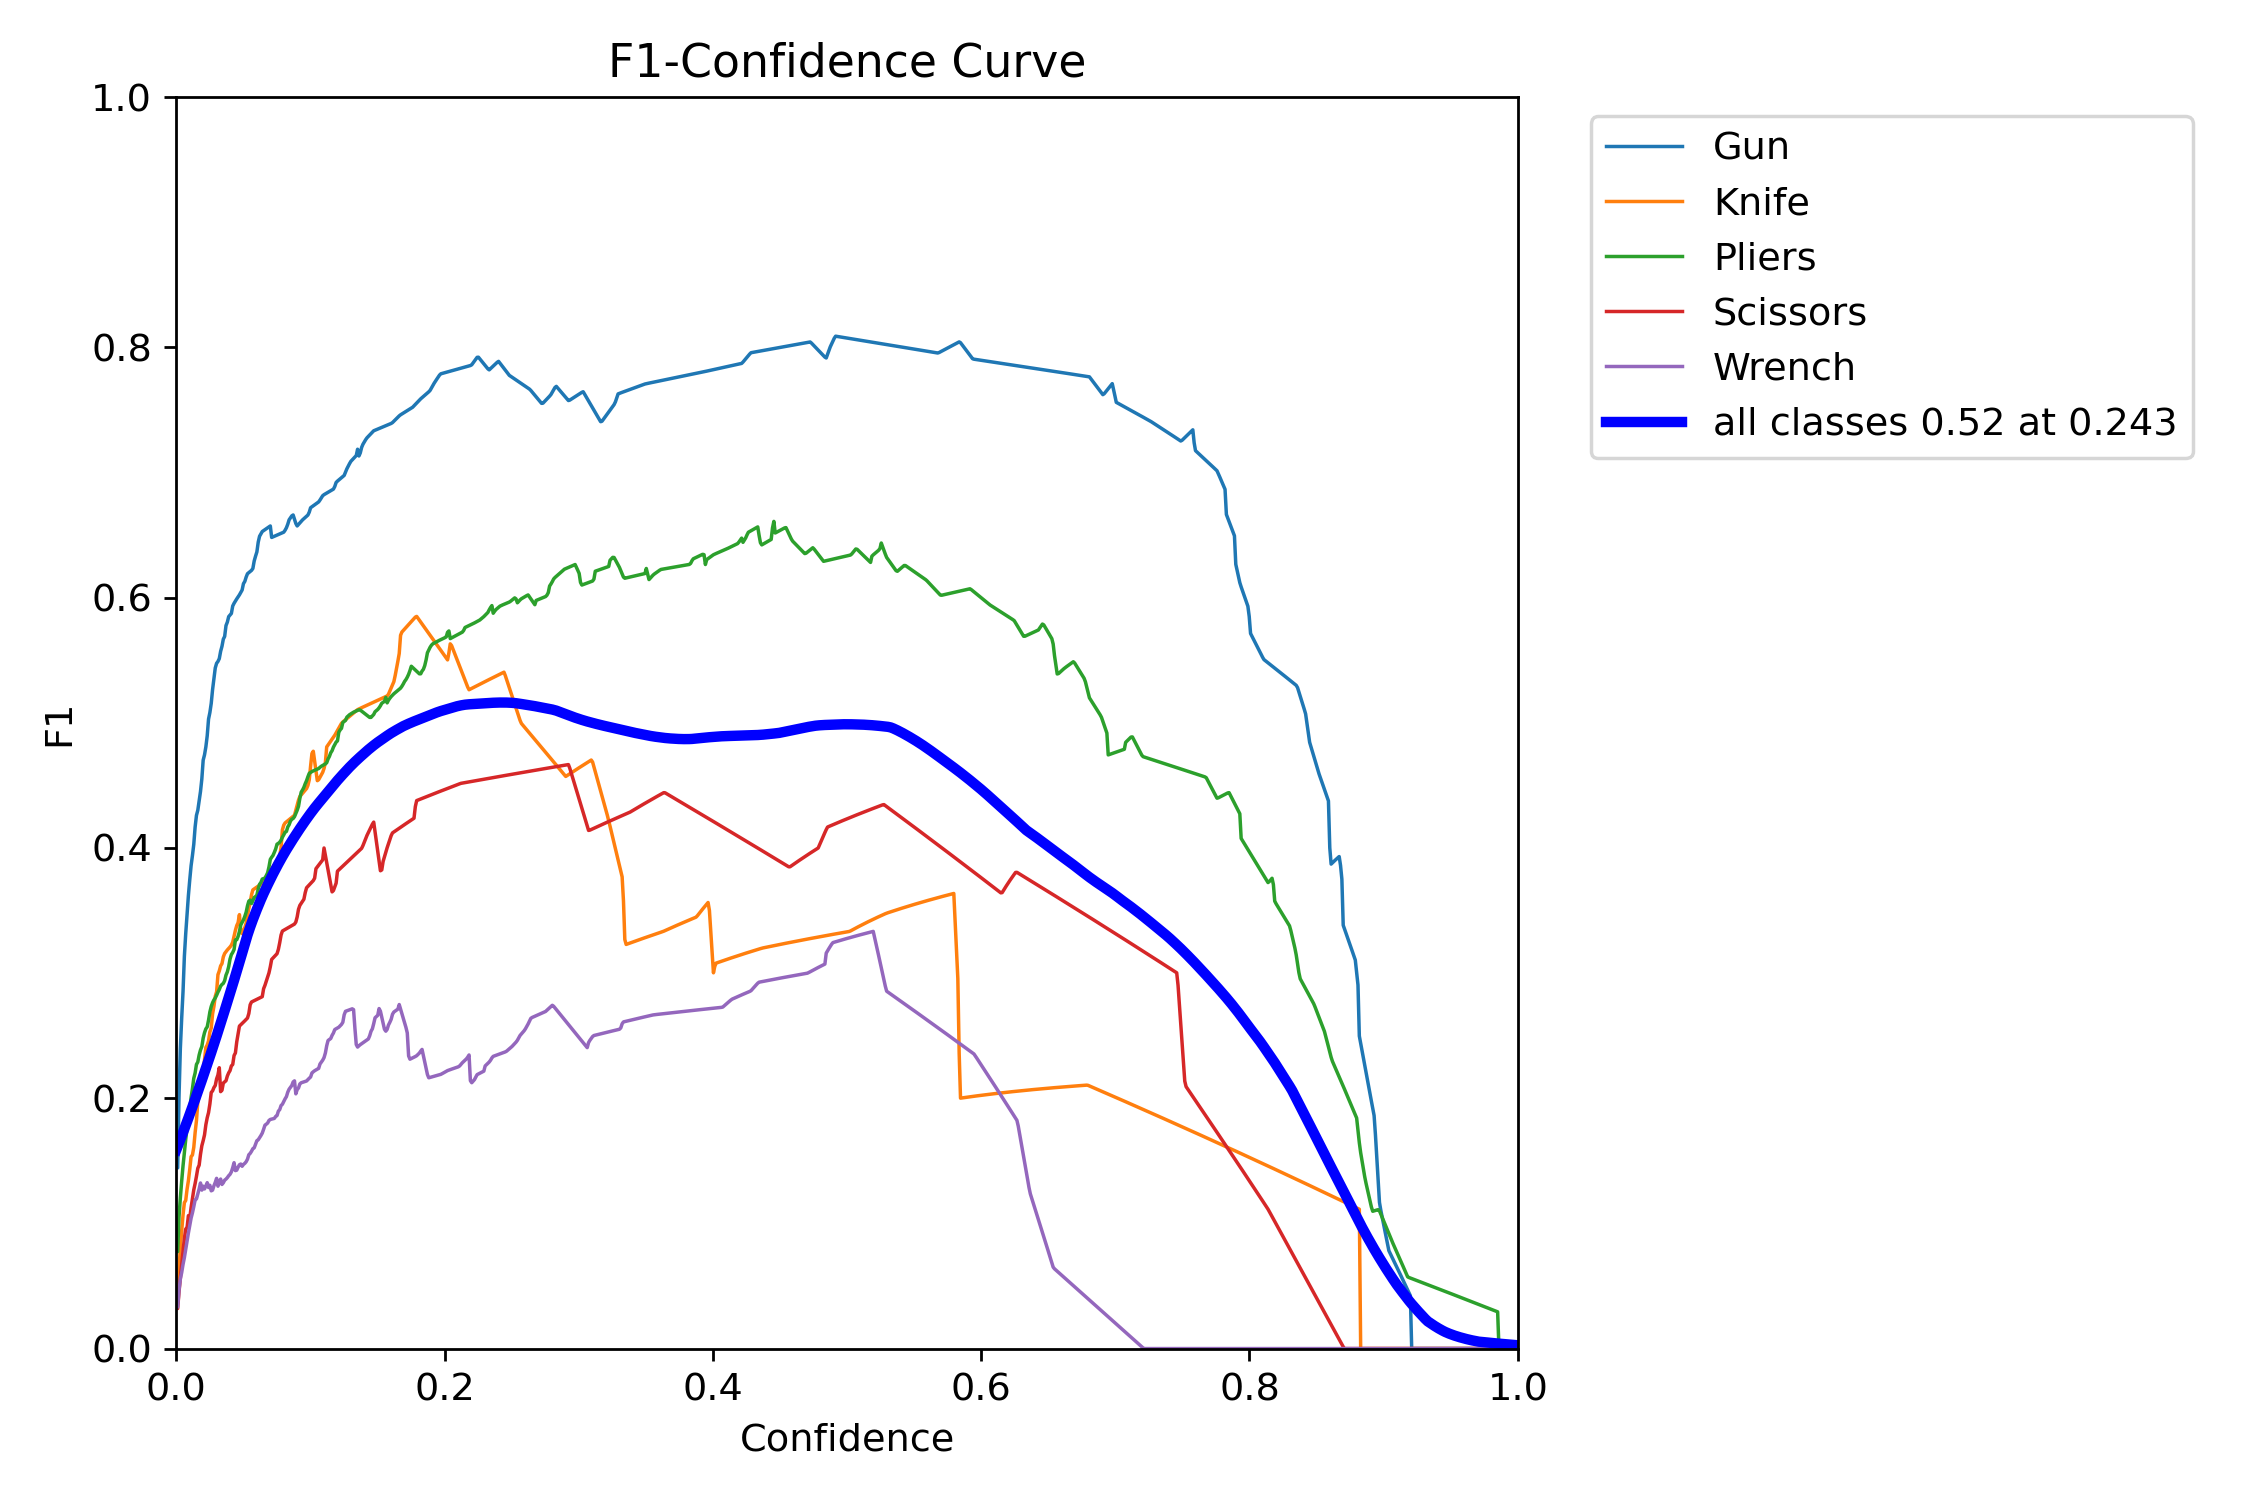 F1-Confidence Curve
1.0
0.8
0.6
0.4
0.2
0.0
F1
0.0 0.2 0.4 0.6 0.8 1.0
Confidence
Gun
Knife
Pliers
Scissors
Wrench
all classes 0.52 at 0.243